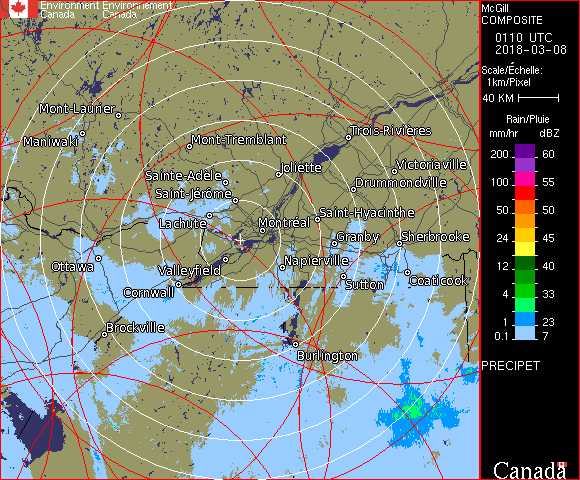 Environment Environnement
Canada Canada
McGill
COMPOSITE
0110 UTC
2018-03-08
Scale/Échelle:
1km/Pixel
40 KM
Rain/Pluie
mm/hr dBZ
200 60
100 55
50 50
24 45
12 40
4 33
1 23
0.1 7
PRECIPET
Canada
Mont-Laurier
Maniwaki
Mont-Tremblant
Trois-Rivières
Sainte-Adèle
Joliette
Victoriaville
Saint-Jérôme
Drummondville
Lachute
Montréal
Saint-Hyacinthe
Granby
Sherbrooke
Ottawa
Valleyfield
Napierville
Cornwall
Sutton
Coaticook
Brockville
Burlington